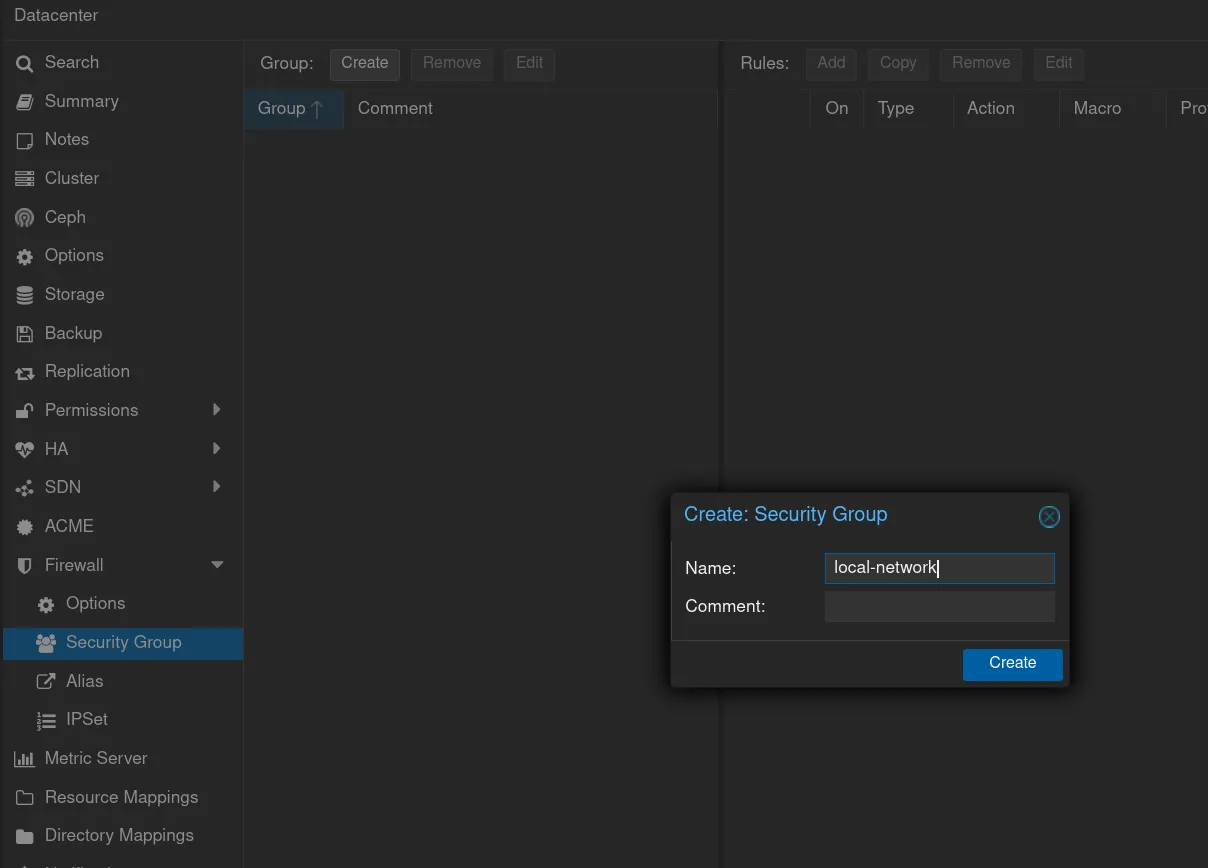 Datacenter
Search
Summary
Notes
Cluster
Ceph
Options
Storage
Backup
Replication
Permissions
HA
SDN
ACME
Firewall
Options
Security Group
Alias
IPSet
Metric Server
Resource Mappings
Directory Mappings
Group: Create Remove Edit
Group Comment
Rules: Add Copy Remove Edit
On Type Action Macro
Create: Security Group
Name: local-network
Comment:
Create